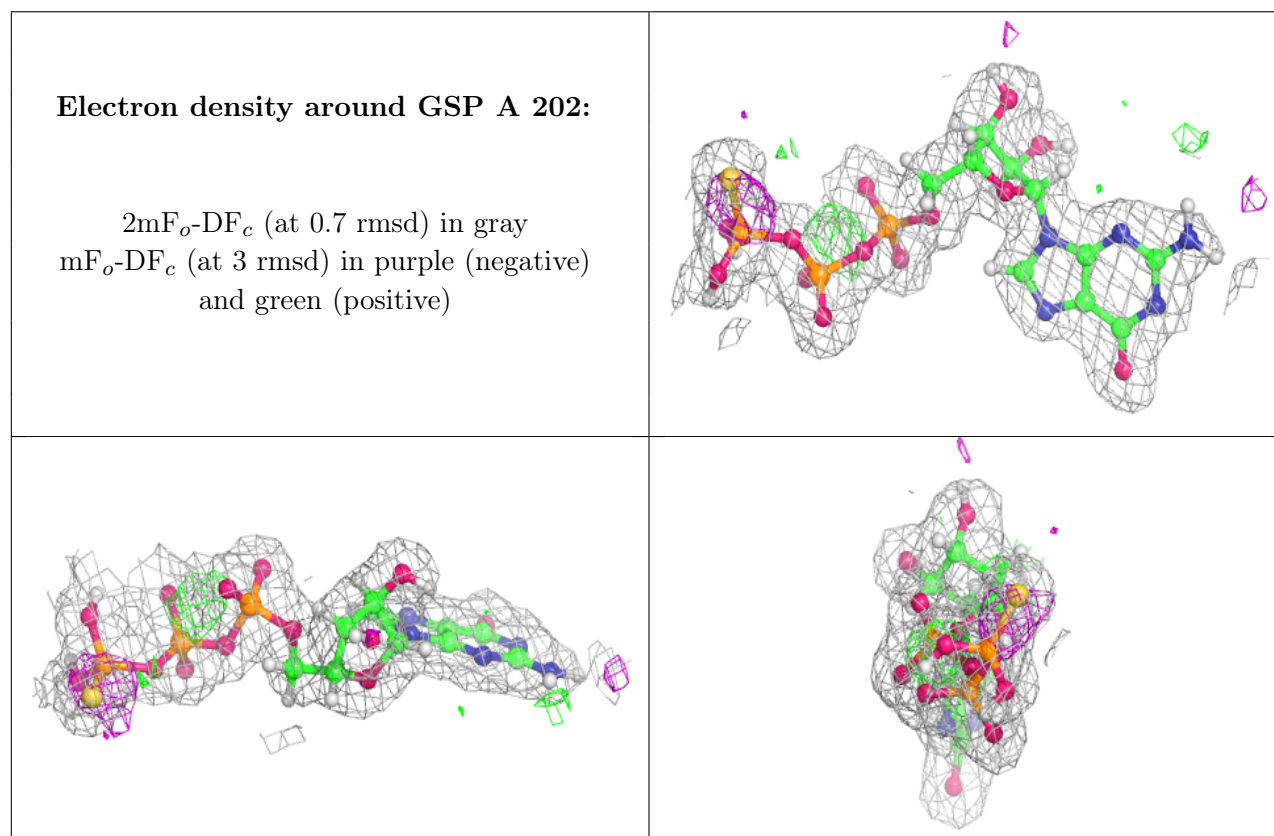 Electron density around GSP A 202:
2mFₒ-DF𝒸 (at 0.7 rmsd) in gray
mFₒ-DF𝒸 (at 3 rmsd) in purple (negative)
and green (positive)